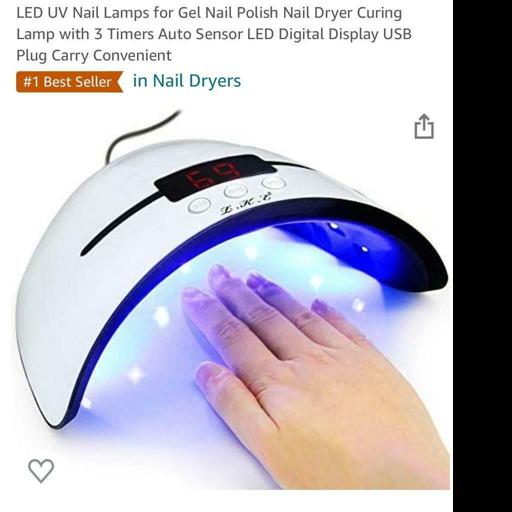 LED UV Nail Lamps for Gel Nail Polish Nail Dryer Curing
Lamp with 3 Timers Auto Sensor LED Digital Display USB
Plug Carry Convenient
#1 Best Seller in Nail Dryers
69
L.K.E